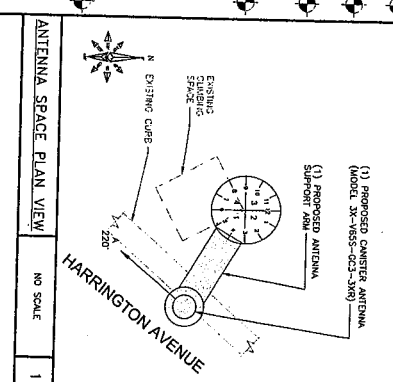 (1) PROPOSED CANISTER ANTENNA
(MODEL 3X-V65S-GC3-3XR)
(1) PROPOSED ANTENNA
SUPPORT ARM
EXISTING
CLIMBING
SPACE
N
EXISTING CURB
A
220°
HARRINGTON AVENUE
ANTENNA SPACE PLAN VIEW
NO SCALE
1